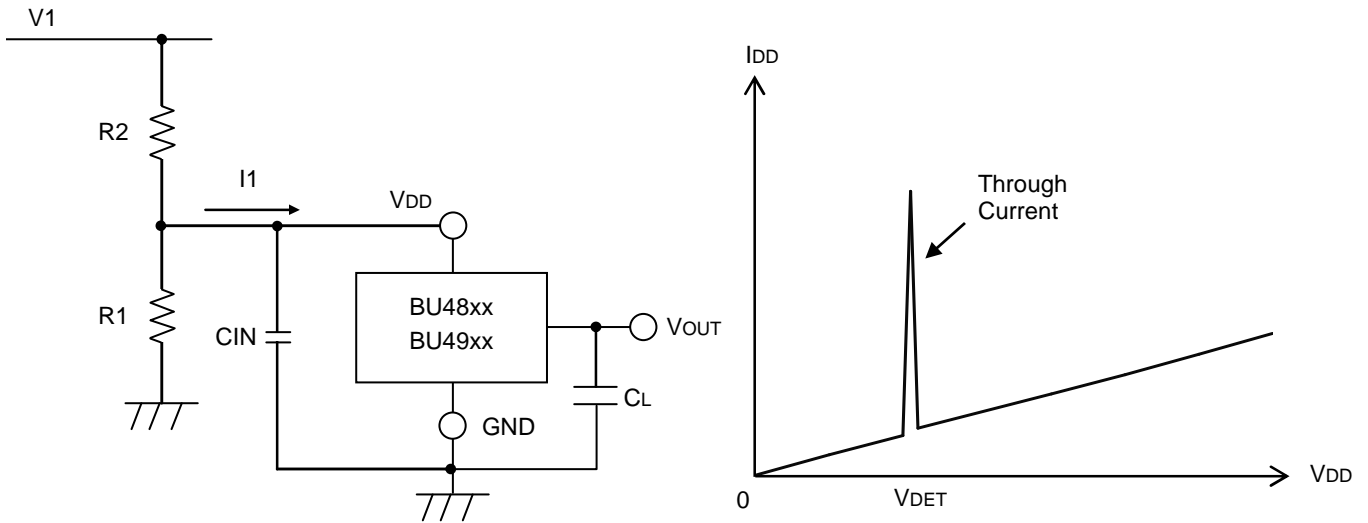 V1
R2
I1
VDD
R1
CIN
BU48xx
BU49xx
VOUT
CL
GND
IDD
Through
Current
0
VDET
VDD